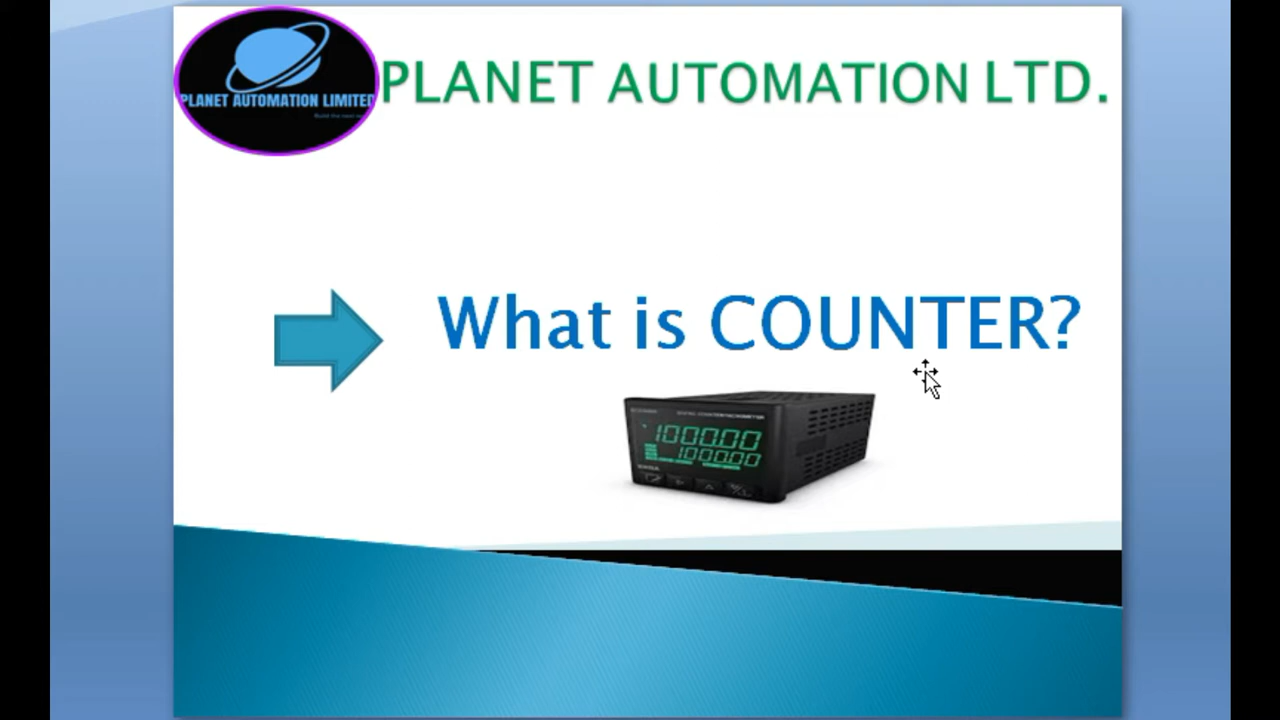 PLANET AUTOMATION LTD.
PLANET AUTOMATION LIMITED
What is COUNTER?
100000
100000